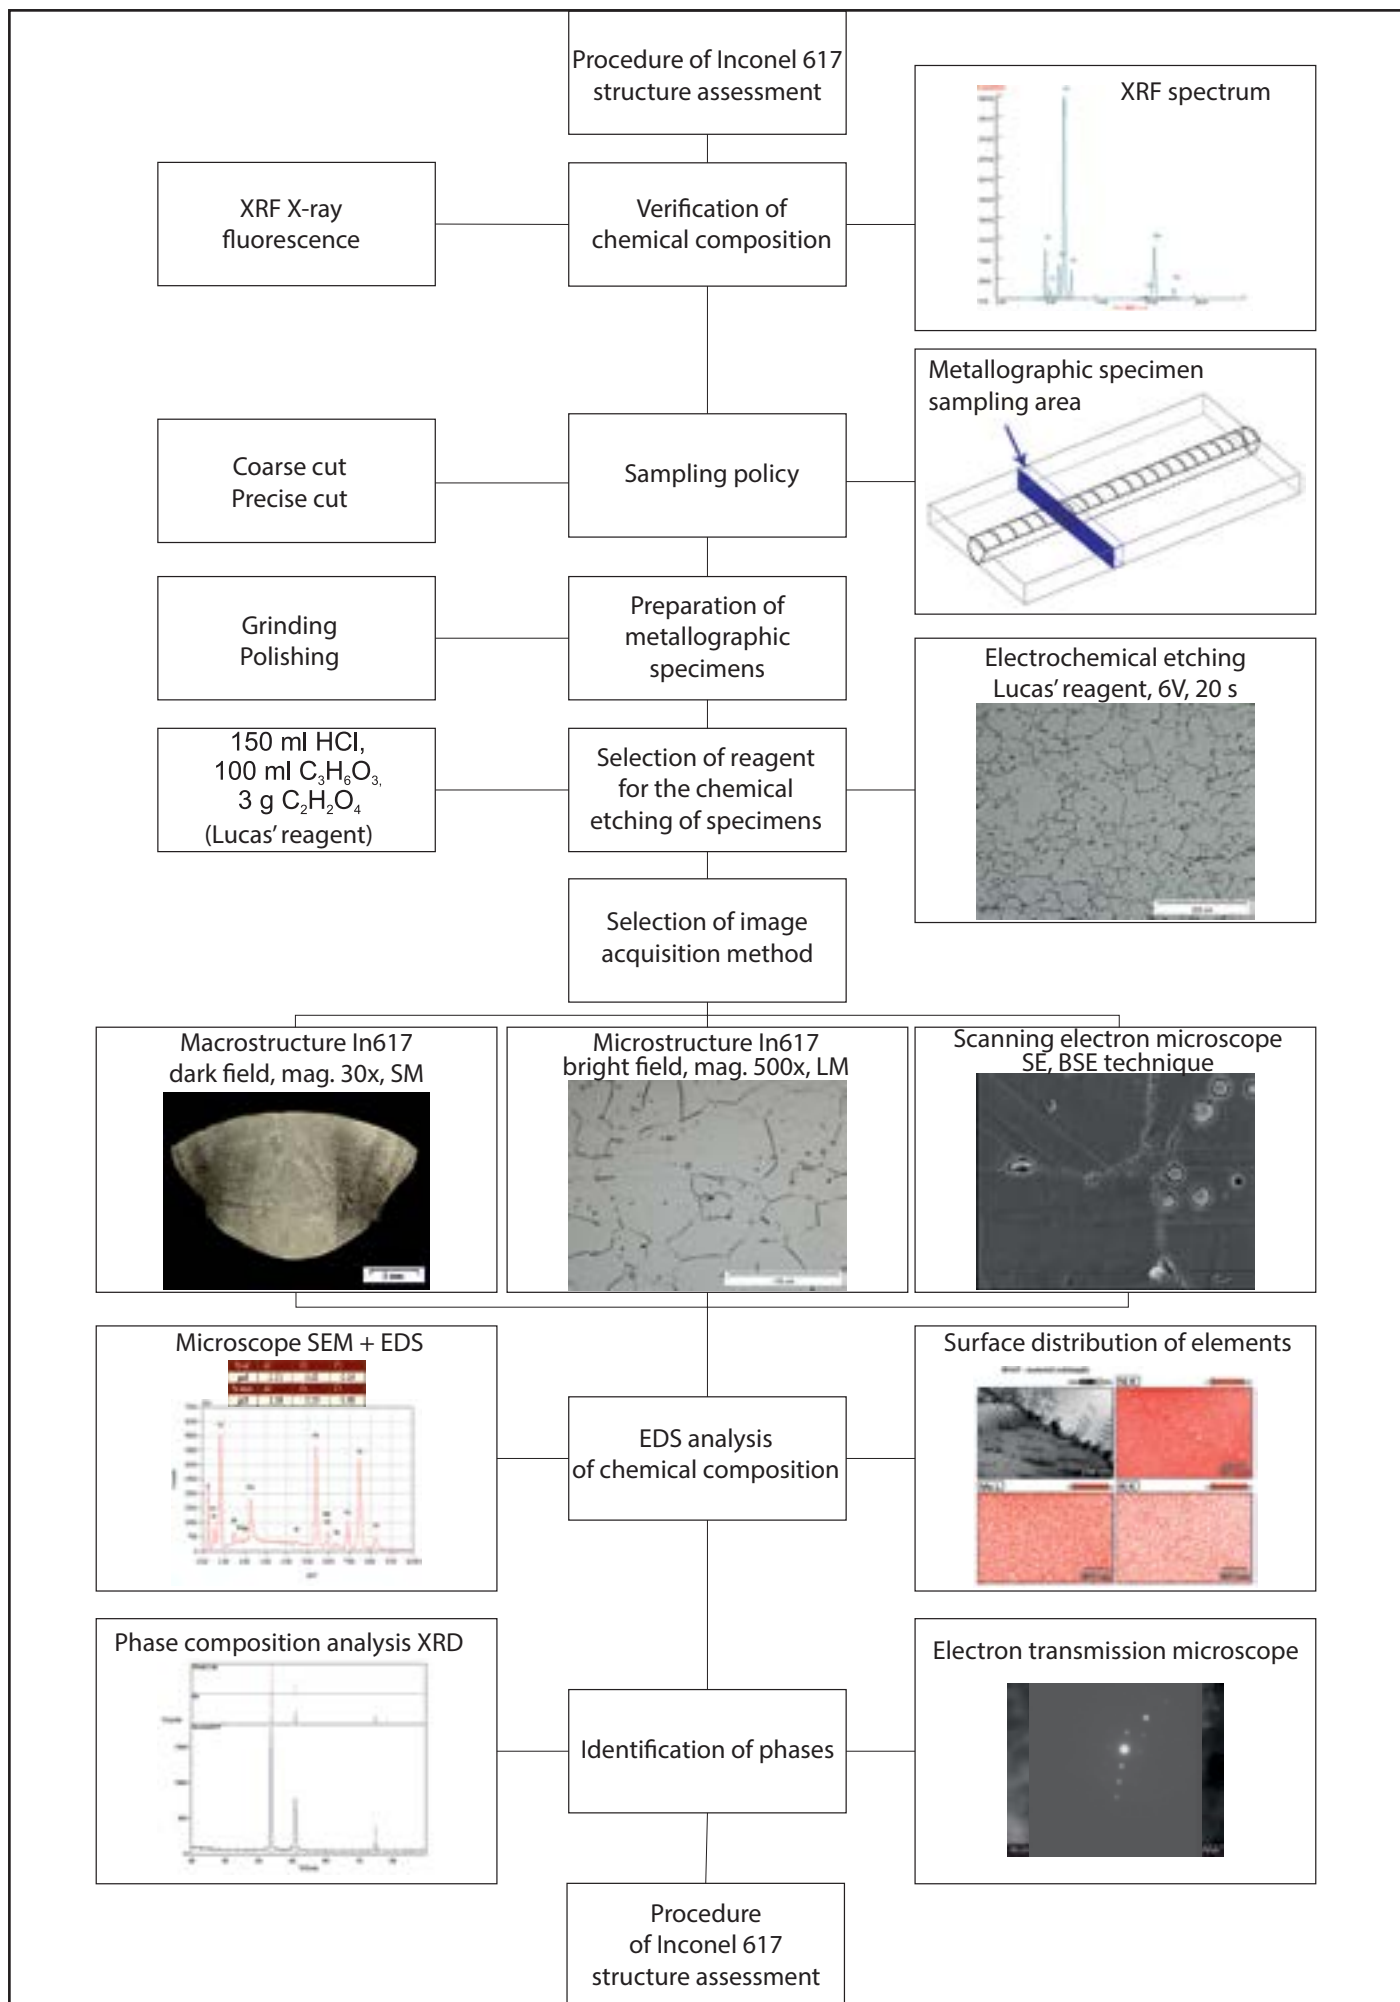 Procedure of Inconel 617
structure assessment
XRF spectrum
XRF X-ray
fluorescence
Verification of
chemical composition
Metallographic specimen
sampling area
Coarse cut
Precise cut
Sampling policy
Grinding
Polishing
Preparation of
metallographic
specimens
Electrochemical etching
Lucas' reagent, 6V, 20 s
150 ml HCl,
100 ml C₃H₆O₃,
3 g C₂H₂O₄
(Lucas' reagent)
Selection of reagent
for the chemical
etching of specimens
Selection of image
acquisition method
Macrostructure In617
dark field, mag. 30x, SM
Microstructure In617
bright field, mag. 500x, LM
Scanning electron microscope
SE, BSE technique
Microscope SEM + EDS
EDS analysis
of chemical composition
Surface distribution of elements
Phase composition analysis XRD
Identification of phases
Electron transmission microscope
Procedure
of Inconel 617
structure assessment